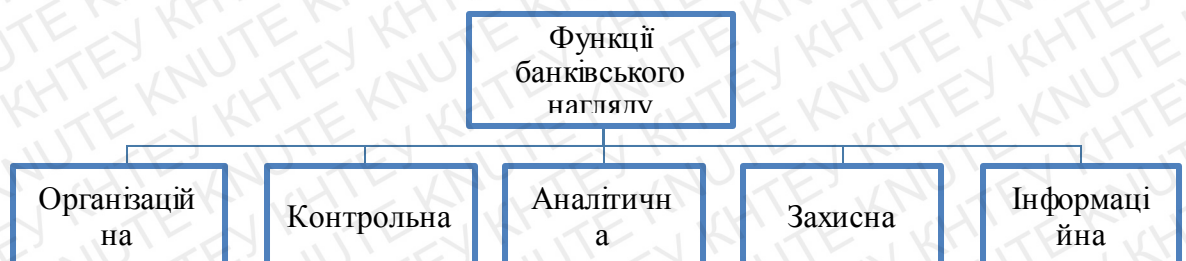 Функції
банківського
нагляду
Організацій
на
Контрольна
Аналітичн
а
Захисна
Інформаці
йна